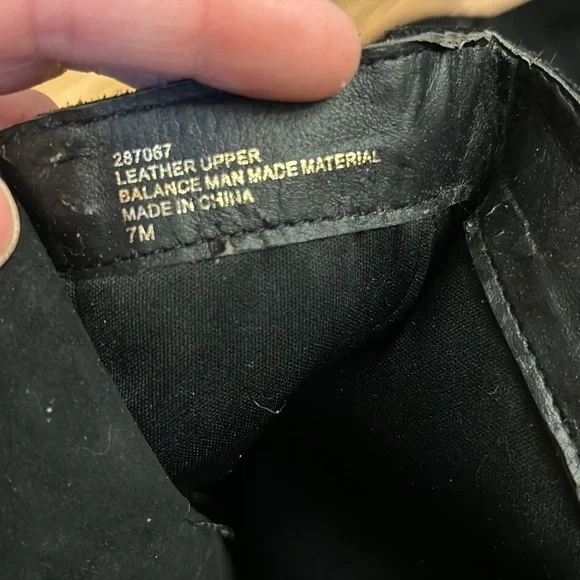 287067
LEATHER UPPER
BALANCE MAN MADE MATERIAL
MADE IN CHINA
7M